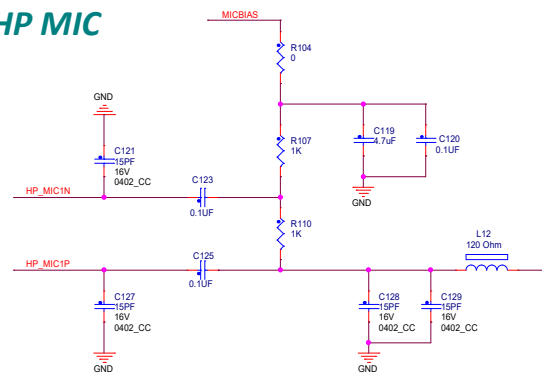 HP MIC
MICBIAS
R104
0
GND
C121
15PF
16V
0402_CC
R107
1K
C119
4.7uF
C120
0.1UF
GND
C123
0.1UF
HP_MIC1N
R110
1K
L12
120 Ohm
C125
0.1UF
HP_MIC1P
C127
15PF
16V
0402_CC
C128
15PF
16V
0402_CC
C129
15PF
16V
0402_CC
GND
GND